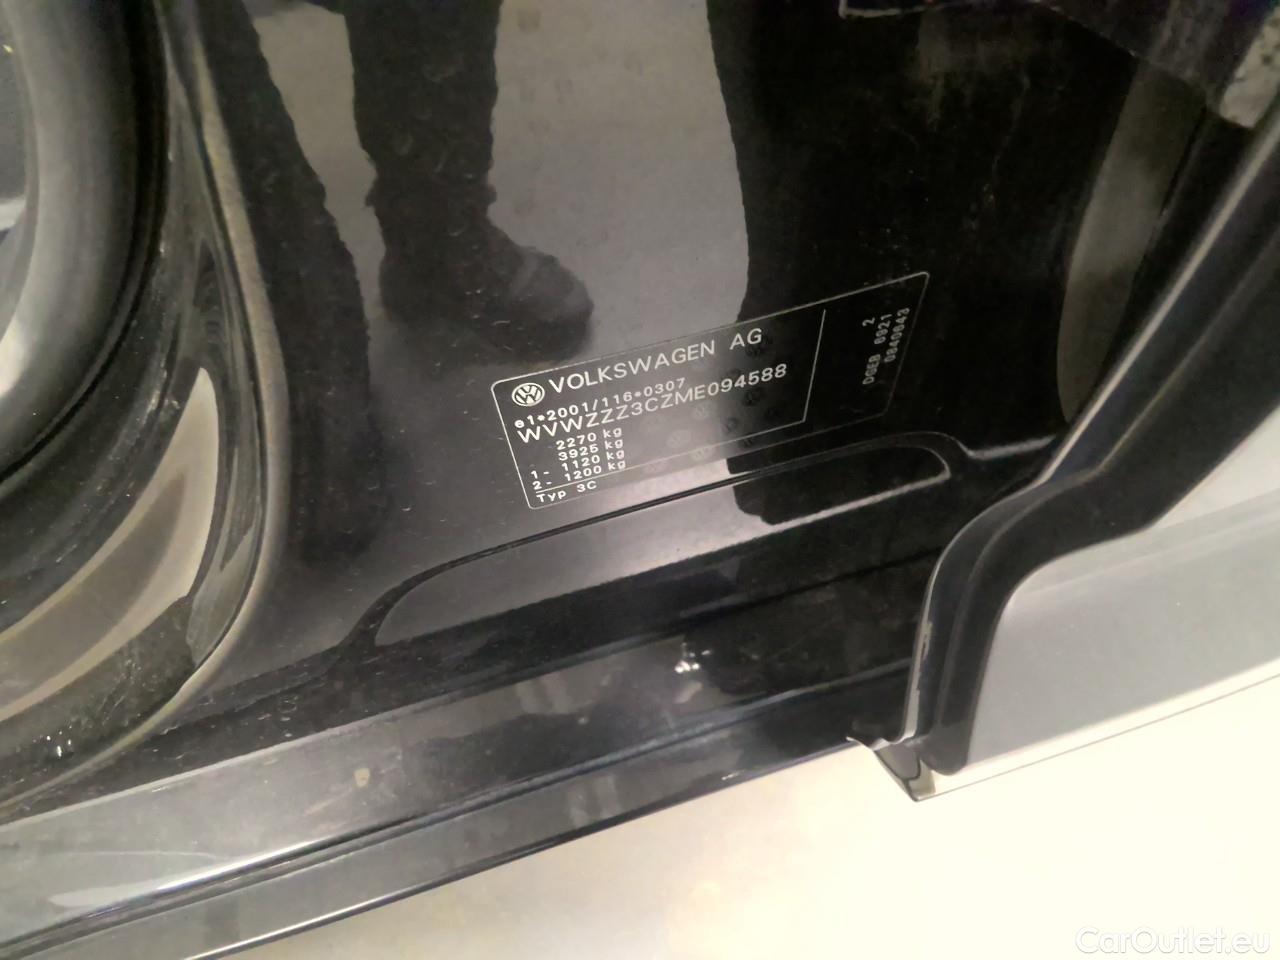 VOLKSWAGEN AG
e1*2001/116*0307
WVWZZZ3CZME094588
2270 kg
3925 kg
1- 1120 kg
2- 1200 kg
Typ 3C
2
DGEB 0921
0840643
CarOutlet.eu